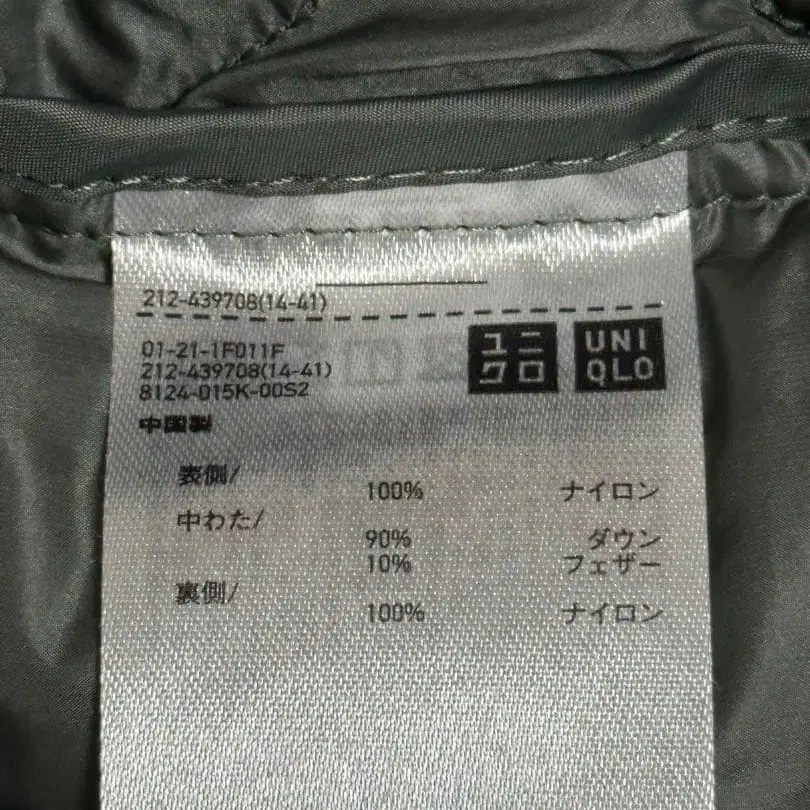 212-439708(14-41)
01-21-1F011F
212-439708(14-41)
8124-015K-00S2
中国製
ユニクロ
UNIQLO
表側/
100% ナイロン
中わた/
90% ダウン
10% フェザー
裏側/
100% ナイロン